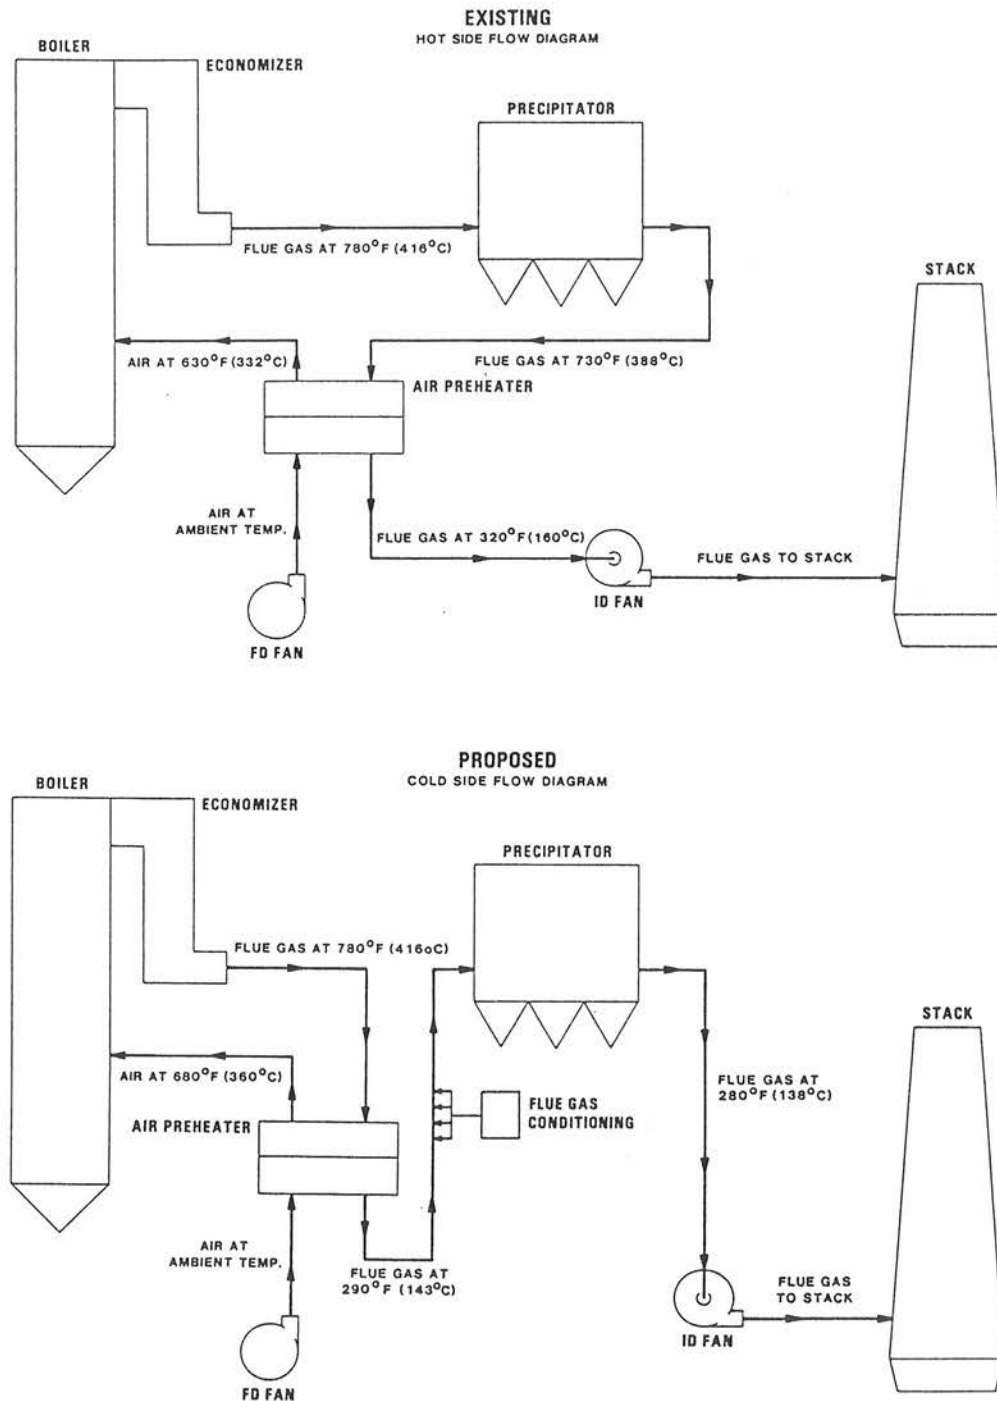 EXISTING
HOT SIDE FLOW DIAGRAM
BOILER
ECONOMIZER
PRECIPITATOR
FLUE GAS AT 780°F (416°C)
STACK
AIR AT 630°F (332°C)
FLUE GAS AT 730°F (388°C)
AIR PREHEATER
AIR AT
AMBIENT TEMP.
FLUE GAS AT 320°F (160°C)
FLUE GAS TO STACK
ID FAN
FD FAN
PROPOSED
COLD SIDE FLOW DIAGRAM
BOILER
ECONOMIZER
PRECIPITATOR
FLUE GAS AT 780°F (416oC)
STACK
AIR AT 680°F (360°C)
FLUE GAS AT
280°F (138°C)
AIR PREHEATER
FLUE GAS
CONDITIONING
AIR AT
AMBIENT TEMP.
FLUE GAS AT
290°F (143°C)
FLUE GAS
TO STACK
ID FAN
FD FAN